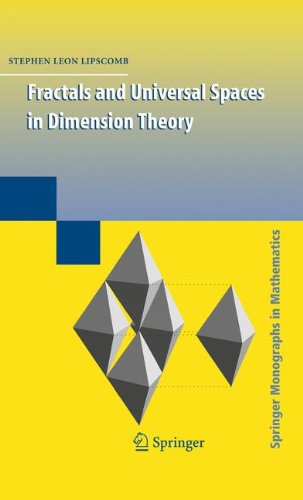 STEPHEN LEON LIPSCOMB
Fractals and Universal Spaces
in Dimension Theory
Springer Monographs in Mathematics
Springer